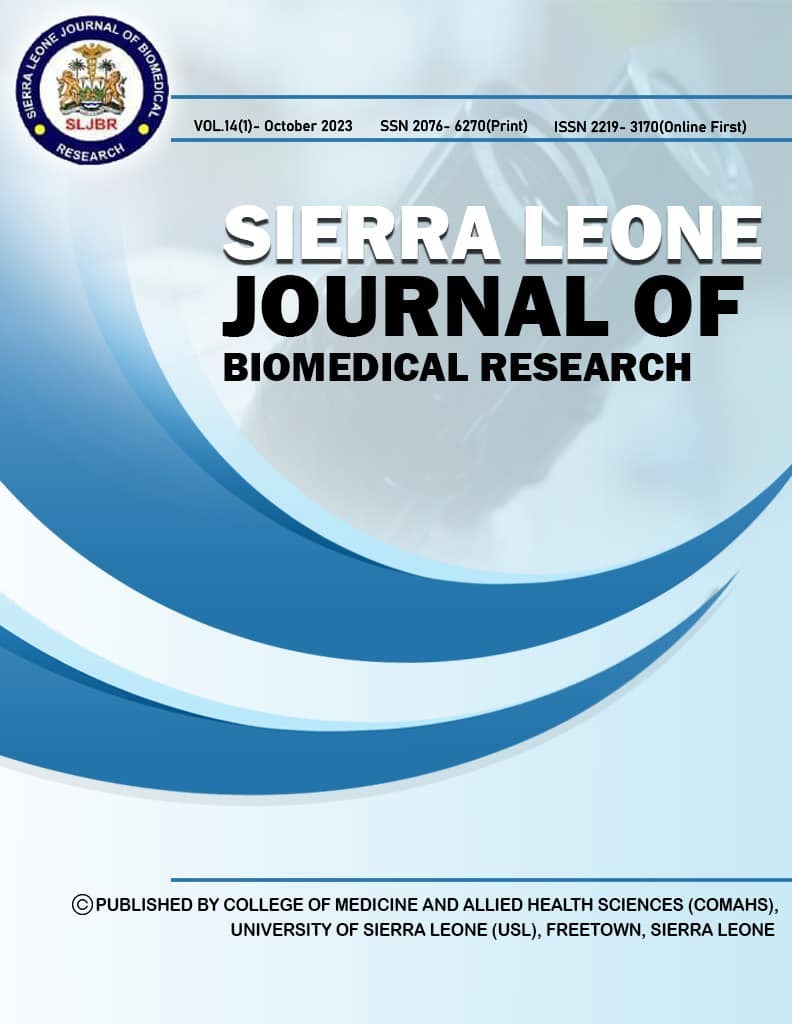 SIERRA LEONE JOURNAL OF BIOMEDICAL
SLJBR
RESEARCH
VOL.14(1)- October 2023 SSN 2076- 6270(Print) ISSN 2219- 3170(Online First)
SIERRA LEONE
JOURNAL OF
BIOMEDICAL RESEARCH
©PUBLISHED BY COLLEGE OF MEDICINE AND ALLIED HEALTH SCIENCES (COMAHS),
UNIVERSITY OF SIERRA LEONE (USL), FREETOWN, SIERRA LEONE